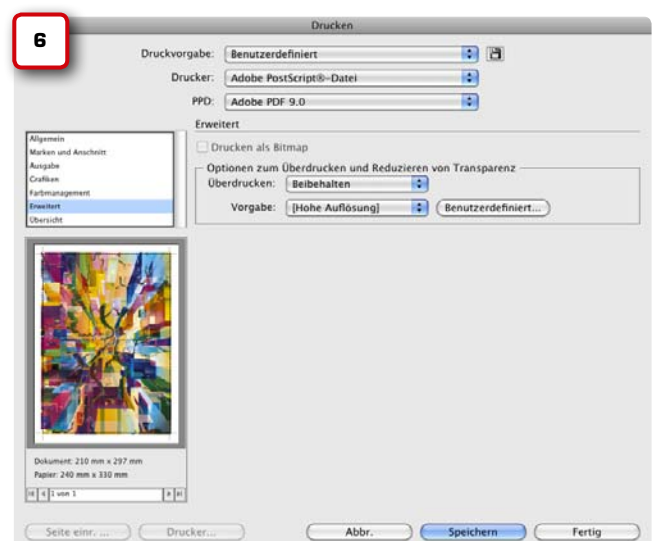 6
Drucken
Druckvorgabe: Benutzerdefiniert
Drucker: Adobe PostScript®-Datei
PPD: Adobe PDF 9.0
Erweitert
Allgemein
Marken und Anschnitt
Ausgabe
Grafiken
Farbmanagement
Erweitert
Übersicht
Drucken als Bitmap
Optionen zum Überdrucken und Reduzieren von Transparenz
Überdrucken: Beibehalten
Vorgabe: [Hohe Auflösung] Benutzerdefiniert...
Dokument: 210 mm x 297 mm
Papier: 240 mm x 330 mm
1 von 1
Seite einr. ... Drucker... Abbr. Speichern Fertig